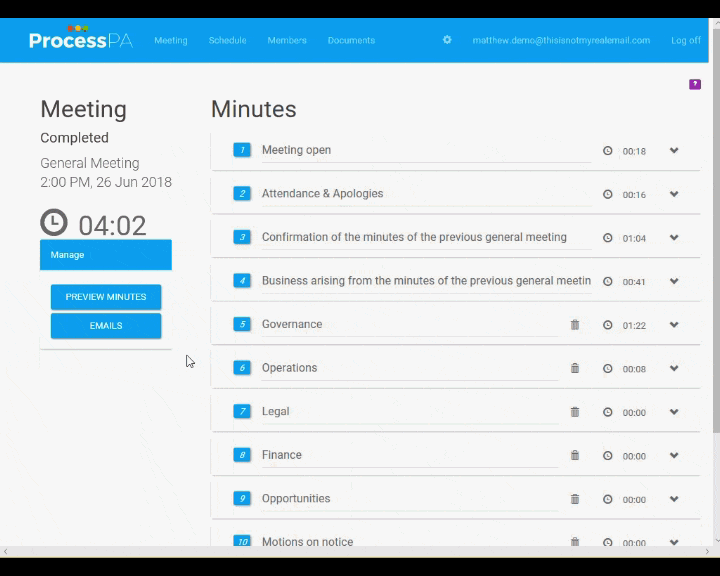 ProcessPA Meeting Schedule Members Documents matthew.demo@thisisnotmyrealemail.com Log off
?
Meeting
Completed
General Meeting
2:00 PM, 26 Jun 2018
04:02
Manage
PREVIEW MINUTES
EMAILS
Minutes
1 Meeting open 00:18
2 Attendance & Apologies 00:16
3 Confirmation of the minutes of the previous general meeting 01:04
4 Business arising from the minutes of the previous general meetin 00:41
5 Governance 01:22
6 Operations 00:08
7 Legal 00:00
8 Finance 00:00
9 Opportunities 00:00
10 Motions on notice 00:00